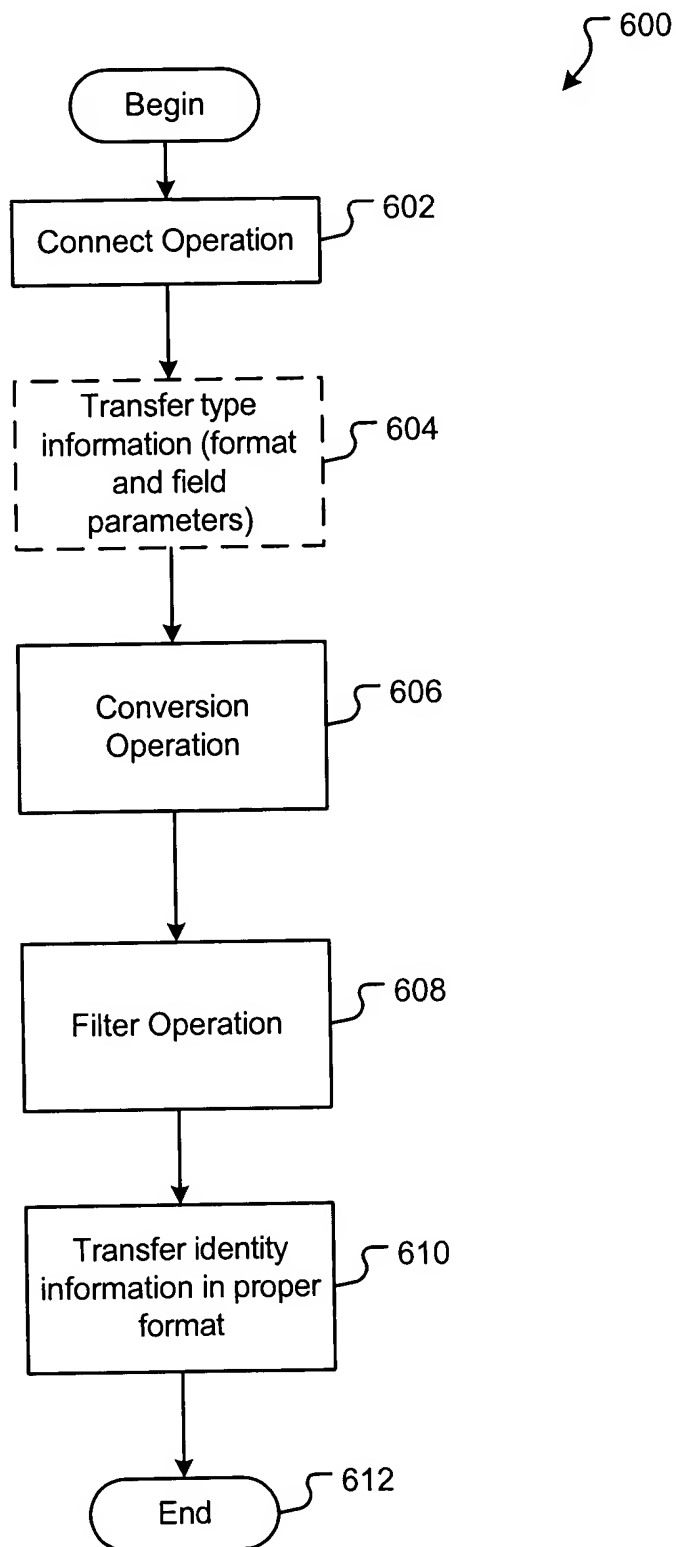 600
Begin
602
Connect Operation
Transfer type
information (format
and field
parameters)
604
Conversion
Operation
606
Filter Operation
608
Transfer identity
information in proper
format
610
End
612